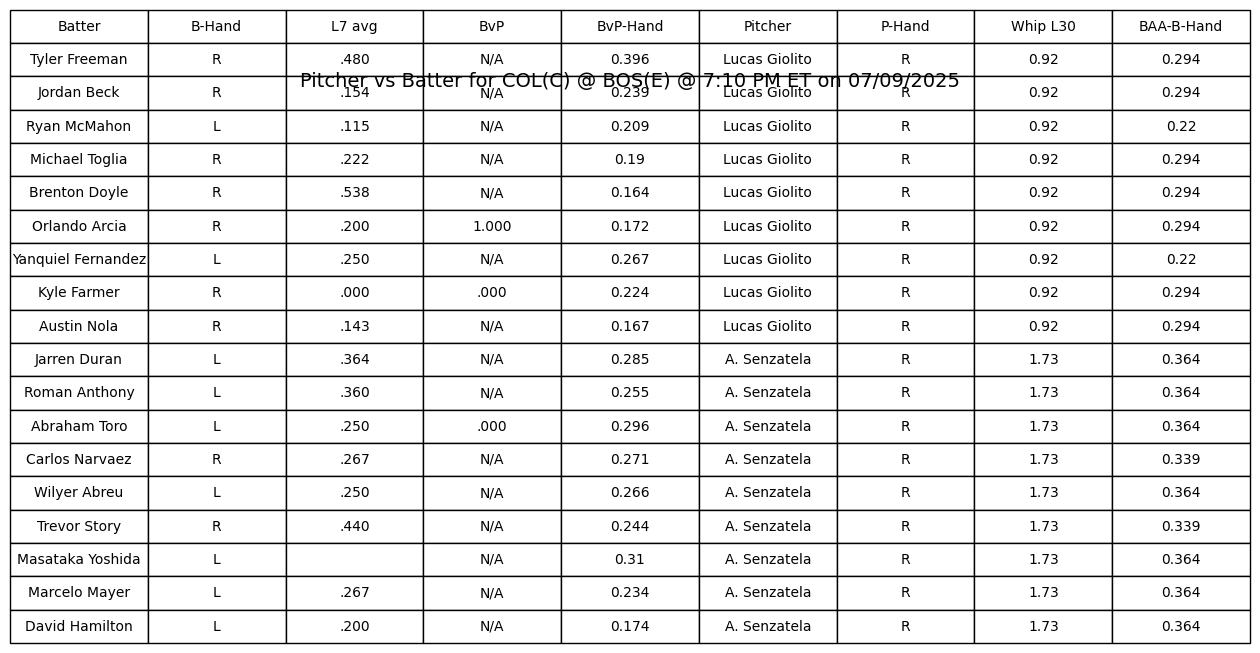 Batter B-Hand L7 avg BvP BvP-Hand Pitcher P-Hand Whip L30 BAA-B-Hand
Tyler Freeman R .480 N/A 0.396 Lucas Giolito R 0.92 0.294
Pitcher vs Batter for COL(C) @ BOS(E) @ 7:10 PM ET on 07/09/2025
Jordan Beck R .154 N/A 0.239 Lucas Giolito R 0.92 0.294
Ryan McMahon L .115 N/A 0.209 Lucas Giolito R 0.92 0.22
Michael Toglia R .222 N/A 0.19 Lucas Giolito R 0.92 0.294
Brenton Doyle R .538 N/A 0.164 Lucas Giolito R 0.92 0.294
Orlando Arcia R .200 1.000 0.172 Lucas Giolito R 0.92 0.294
Yanquiel Fernandez L .250 N/A 0.267 Lucas Giolito R 0.92 0.22
Kyle Farmer R .000 .000 0.224 Lucas Giolito R 0.92 0.294
Austin Nola R .143 N/A 0.167 Lucas Giolito R 0.92 0.294
Jarren Duran L .364 N/A 0.285 A. Senzatela R 1.73 0.364
Roman Anthony L .360 N/A 0.255 A. Senzatela R 1.73 0.364
Abraham Toro L .250 .000 0.296 A. Senzatela R 1.73 0.364
Carlos Narvaez R .267 N/A 0.271 A. Senzatela R 1.73 0.339
Wilyer Abreu L .250 N/A 0.266 A. Senzatela R 1.73 0.364
Trevor Story R .440 N/A 0.244 A. Senzatela R 1.73 0.339
Masataka Yoshida L N/A 0.31 A. Senzatela R 1.73 0.364
Marcelo Mayer L .267 N/A 0.234 A. Senzatela R 1.73 0.364
David Hamilton L .200 N/A 0.174 A. Senzatela R 1.73 0.364